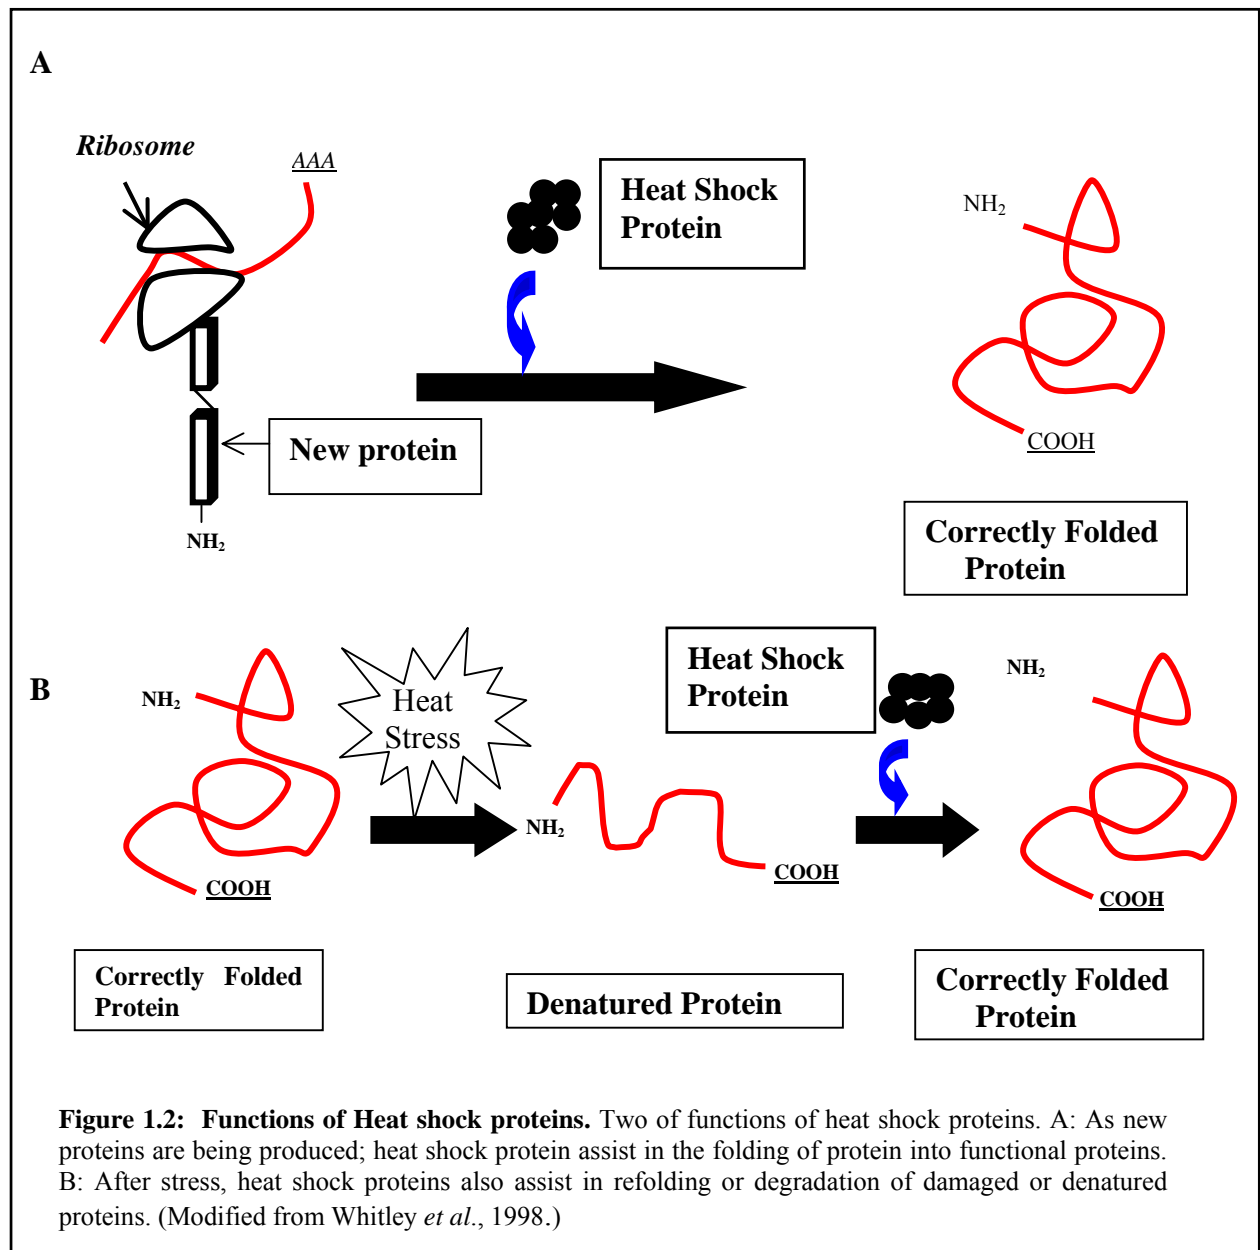 A
Ribosome
AAA
Heat Shock
Protein
NH₂
COOH
New protein
NH₂
Correctly Folded
Protein
B
NH₂
Heat
Stress
Heat Shock
Protein
NH₂
NH₂
COOH
COOH
COOH
Correctly Folded
Protein
Denatured Protein
Correctly Folded
Protein
Figure 1.2: Functions of Heat shock proteins. Two of functions of heat shock proteins. A: As new
proteins are being produced; heat shock protein assist in the folding of protein into functional proteins.
B: After stress, heat shock proteins also assist in refolding or degradation of damaged or denatured
proteins. (Modified from Whitley et al., 1998.)